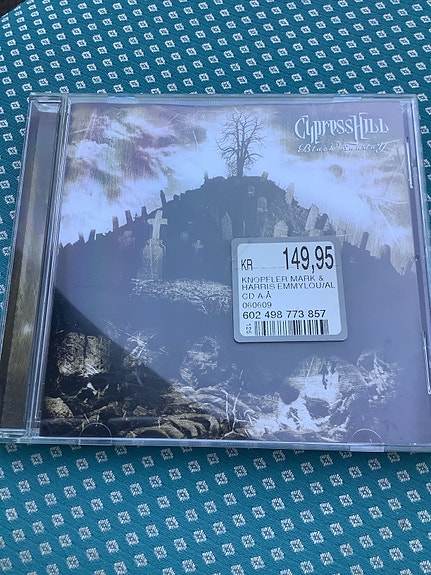 CypressHill
Black Sunday
KR 149,95
KNOPFLER MARK &
HARRIS EMMYLOU/AL
CD A-Å
060609
602 498 773 857